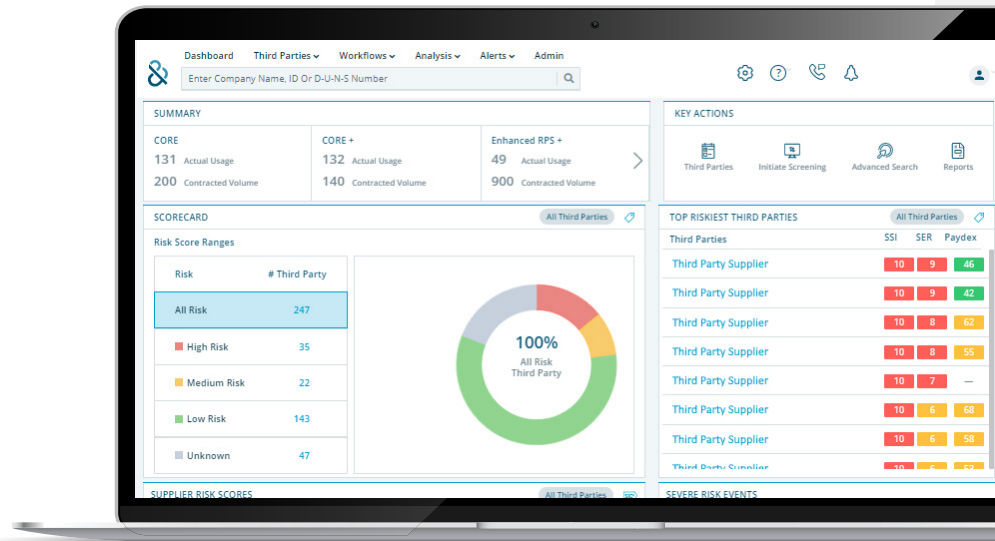 Dashboard Third Parties Workflows Analysis Alerts Admin
Enter Company Name, ID Or D-U-N-S Number
SUMMARY
CORE
131 Actual Usage
200 Contracted Volume
CORE +
132 Actual Usage
140 Contracted Volume
Enhanced RPS +
49 Actual Usage
900 Contracted Volume
KEY ACTIONS
Third Parties
Initiate Screening
Advanced Search
Reports
SCORECARD All Third Parties
Risk Score Ranges
Risk # Third Party
All Risk 247
High Risk 35
Medium Risk 22
Low Risk 143
Unknown 47
100%
All Risk
Third Party
TOP RISKIEST THIRD PARTIES All Third Parties
Third Parties SSI SER Paydex
Third Party Supplier 10 9 46
Third Party Supplier 10 9 42
Third Party Supplier 10 8 62
Third Party Supplier 10 8 55
Third Party Supplier 10 7 —
Third Party Supplier 10 6 68
Third Party Supplier 10 6 58
Third Party Supplier 10 6 53
SUPPLIER RISK SCORES All Third Parties
SEVERE RISK EVENTS